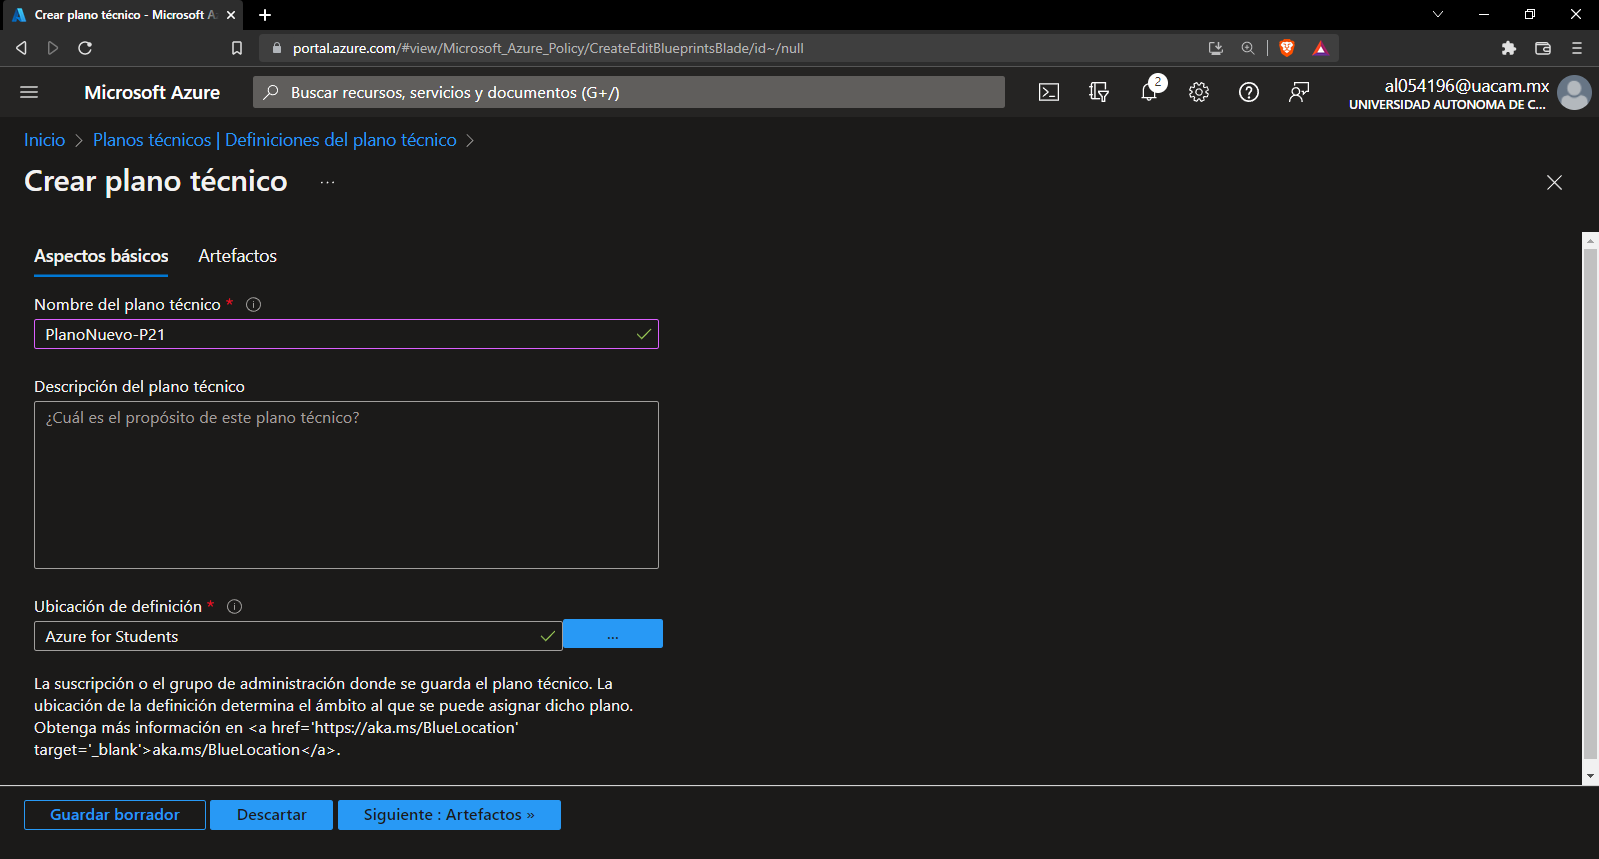 Crear plano técnico - Microsoft A
portal.azure.com/#view/Microsoft_Azure_Policy/CreateEditBlueprintsBlade/id~/null
Microsoft Azure
Buscar recursos, servicios y documentos (G+/)
2
al054196@uacam.mx
UNIVERSIDAD AUTONOMA DE C...
Inicio > Planos técnicos | Definiciones del plano técnico >
Crear plano técnico ...
Aspectos básicos Artefactos
Nombre del plano técnico *
PlanoNuevo-P21
Descripción del plano técnico
¿Cuál es el propósito de este plano técnico?
Ubicación de definición *
Azure for Students
...
La suscripción o el grupo de administración donde se guarda el plano técnico. La
ubicación de la definición determina el ámbito al que se puede asignar dicho plano.
Obtenga más información en <a href='https://aka.ms/BlueLocation'
target='_blank'>aka.ms/BlueLocation</a>.
Guardar borrador Descartar Siguiente : Artefactos »